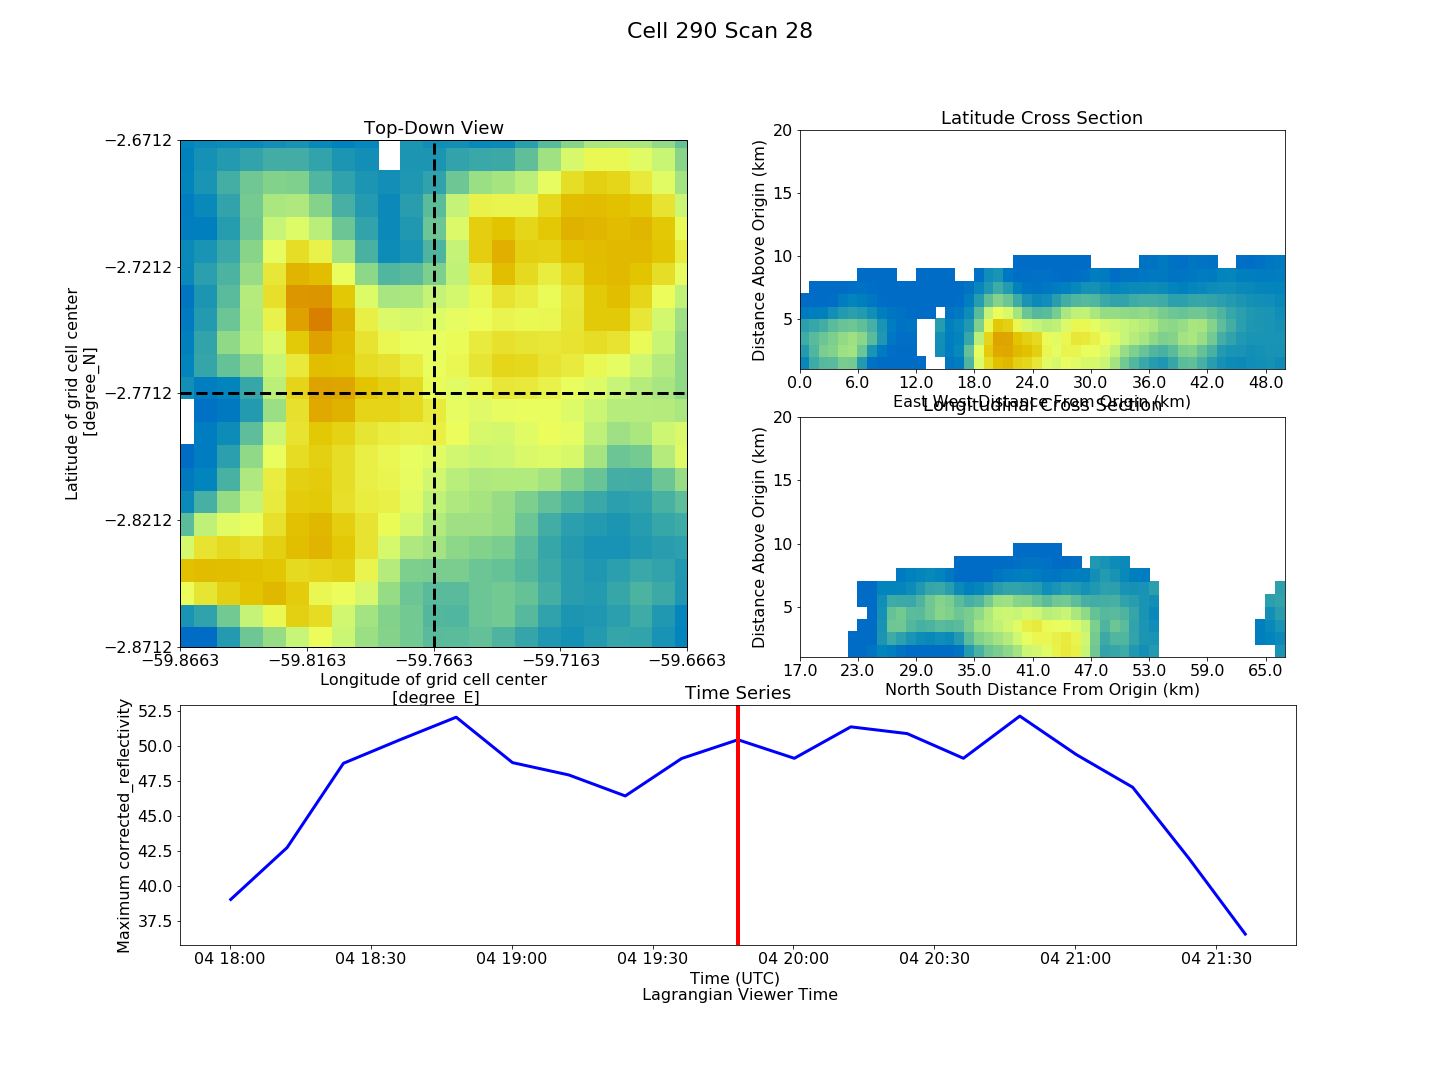 Cell 290 Scan 28
Top-Down View
−2.6712
−2.7212
−2.7712
−2.8212
−2.8712
Latitude of grid cell center
[degree_N]
−59.8663 −59.8163 −59.7663 −59.7163 −59.6663
Longitude of grid cell center
[degree_E]
Latitude Cross Section
20
15
10
5
Distance Above Origin (km)
0.0 6.0 12.0 18.0 24.0 30.0 36.0 42.0 48.0
East West Distance From Origin (km)
Longitudinal Cross Section
20
15
10
5
Distance Above Origin (km)
17.0 23.0 29.0 35.0 41.0 47.0 53.0 59.0 65.0
North South Distance From Origin (km)
Time Series
52.5
50.0
47.5
45.0
42.5
40.0
37.5
Maximum corrected_reflectivity
04 18:00 04 18:30 04 19:00 04 19:30 04 20:00 04 20:30 04 21:00 04 21:30
Time (UTC)
Lagrangian Viewer Time